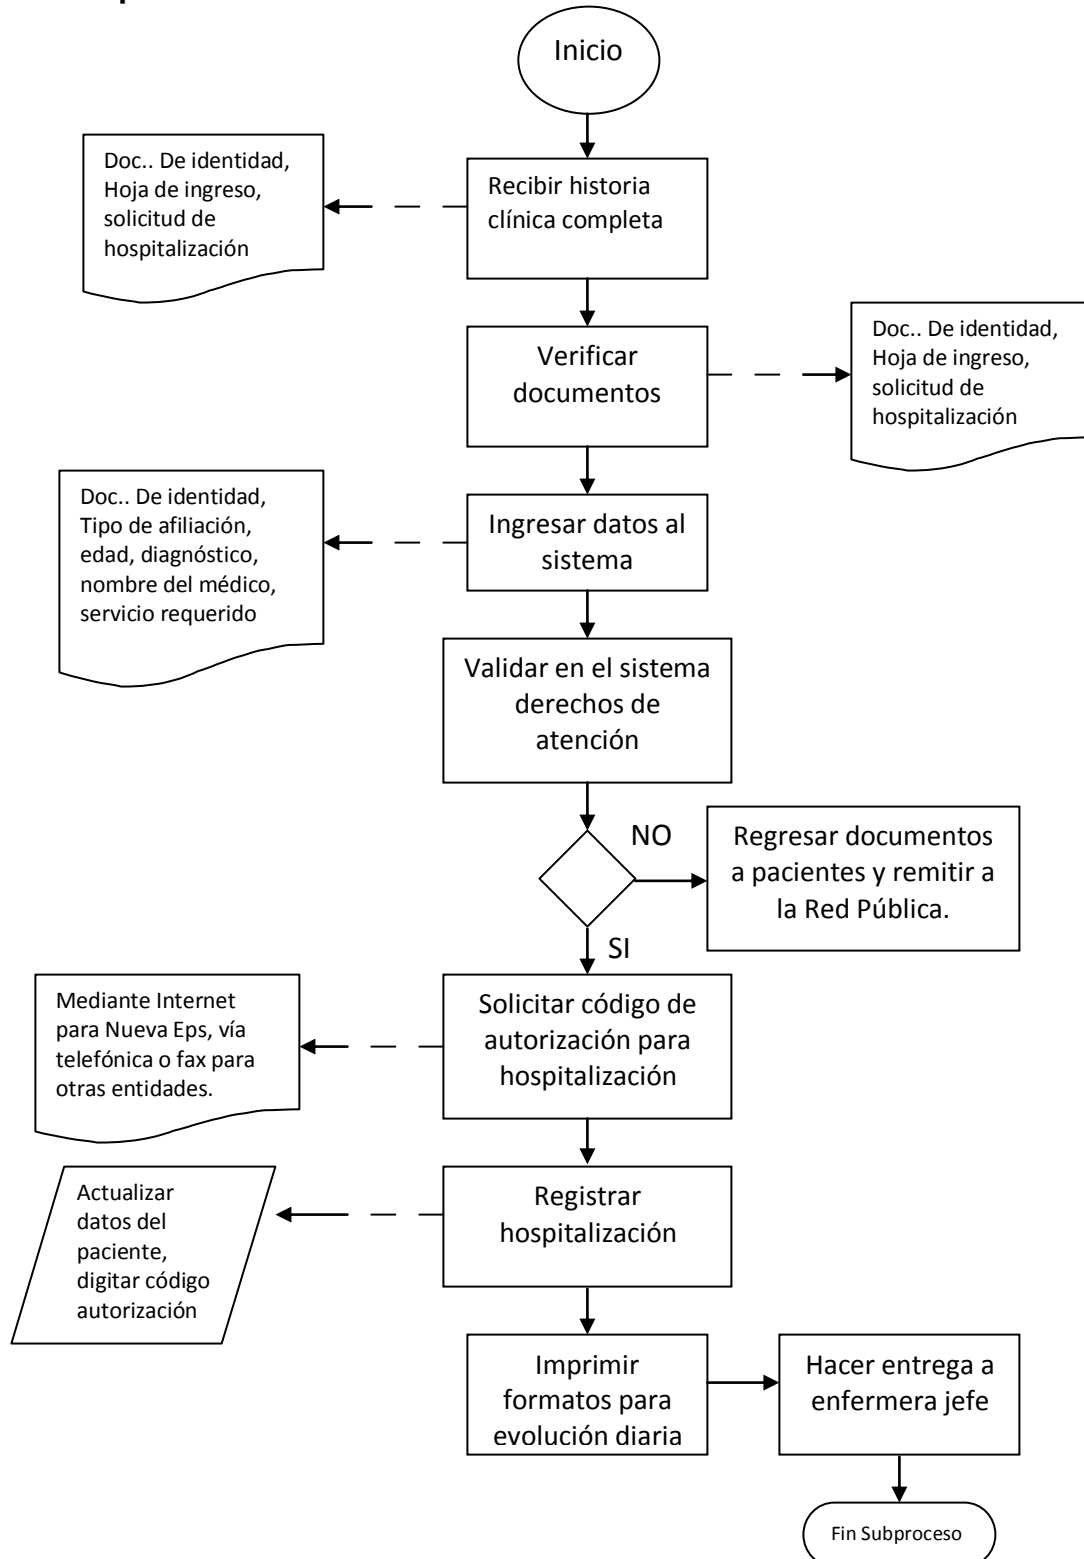 Inicio
Doc.. De identidad,
Hoja de ingreso,
solicitud de
hospitalización
Recibir historia
clínica completa
Verificar
documentos
Doc.. De identidad,
Hoja de ingreso,
solicitud de
hospitalización
Doc.. De identidad,
Tipo de afiliación,
edad, diagnóstico,
nombre del médico,
servicio requerido
Ingresar datos al
sistema
Validar en el sistema
derechos de
atención
NO
Regresar documentos
a pacientes y remitir a
la Red Pública.
SI
Mediante Internet
para Nueva Eps, vía
telefónica o fax para
otras entidades.
Solicitar código de
autorización para
hospitalización
Actualizar
datos del
paciente,
digitar código
autorización
Registrar
hospitalización
Imprimir
formatos para
evolución diaria
Hacer entrega a
enfermera jefe
Fin Subproceso